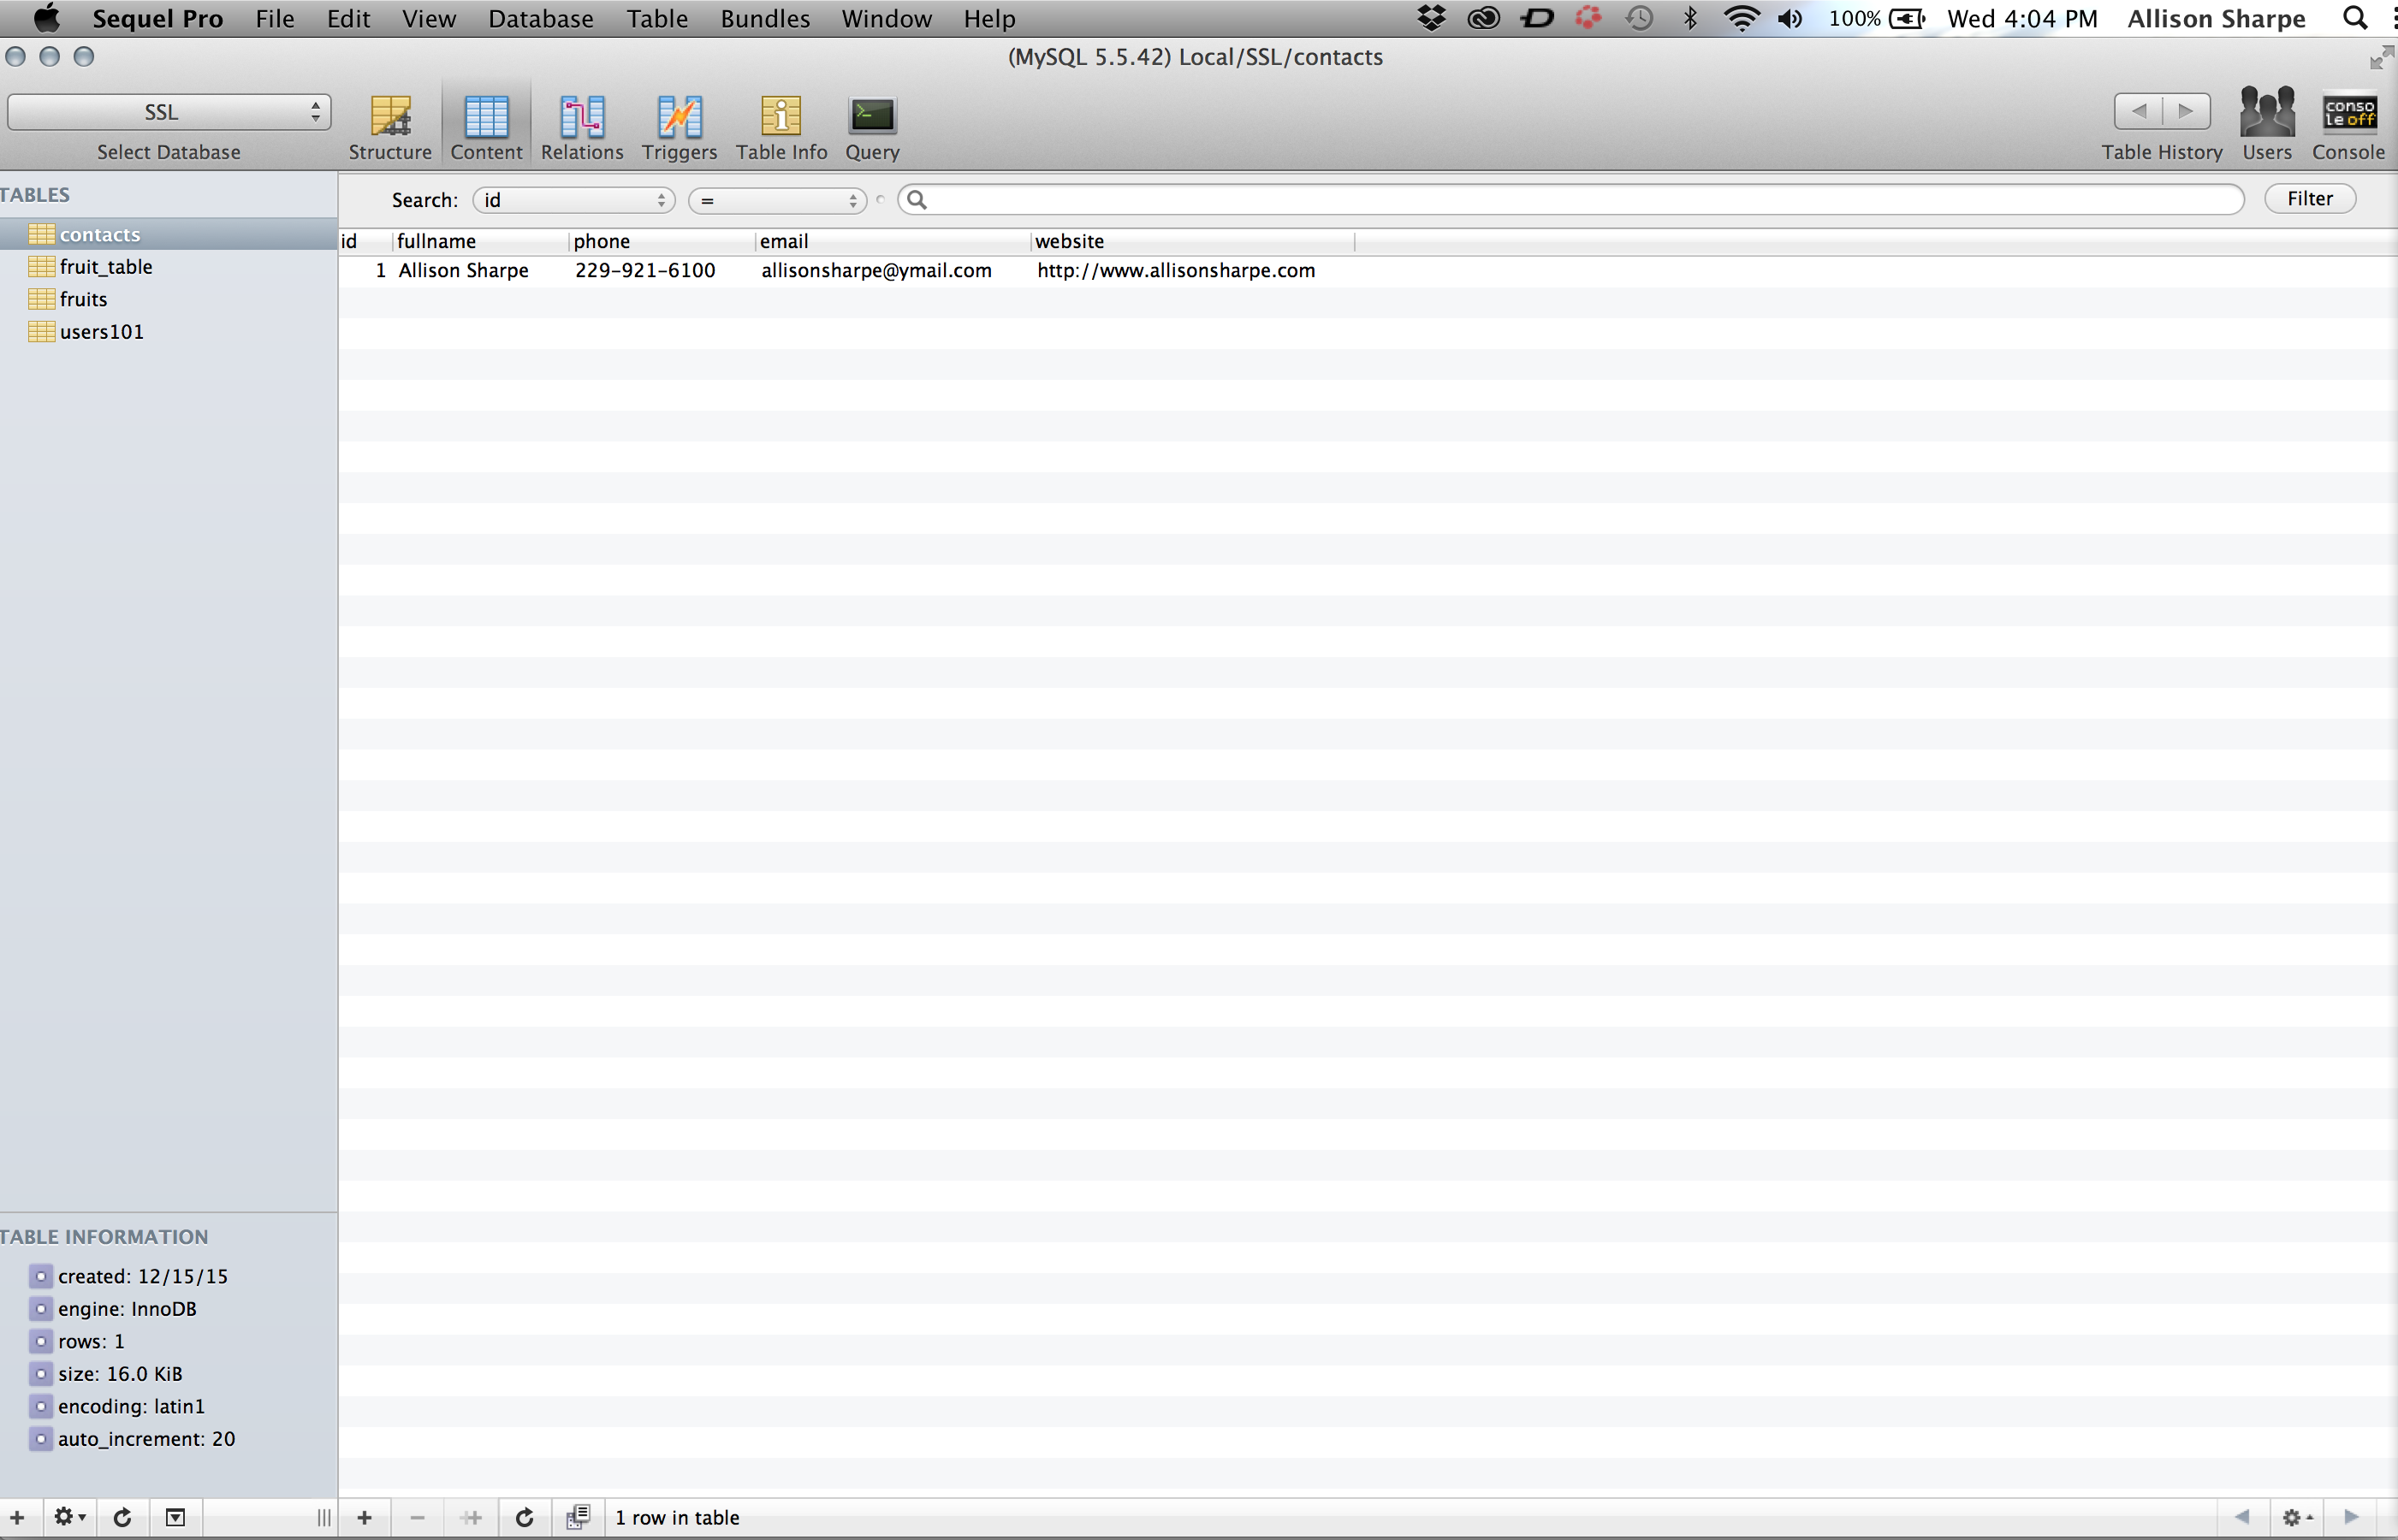 Sequel Pro File Edit View Database Table Bundles Window Help 100% Wed 4:04 PM Allison Sharpe
(MySQL 5.5.42) Local/SSL/contacts
SSL
Select Database Structure Content Relations Triggers Table Info Query Table History Users Console
conso
le off
TABLES
contacts
fruit_table
fruits
users101
Search: id = Filter
id fullname phone email website
1 Allison Sharpe 229-921-6100 allisonsharpe@ymail.com http://www.allisonsharpe.com
TABLE INFORMATION
created: 12/15/15
engine: InnoDB
rows: 1
size: 16.0 KiB
encoding: latin1
auto_increment: 20
1 row in table